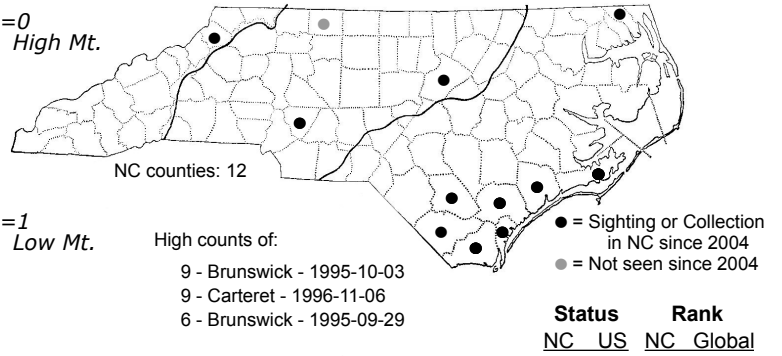 =0
High Mt.
NC counties: 12
=1
Low Mt.
High counts of:
9 - Brunswick - 1995-10-03
9 - Carteret - 1996-11-06
6 - Brunswick - 1995-09-29
= Sighting or Collection
in NC since 2004
= Not seen since 2004
Status Rank
NC US NC Global